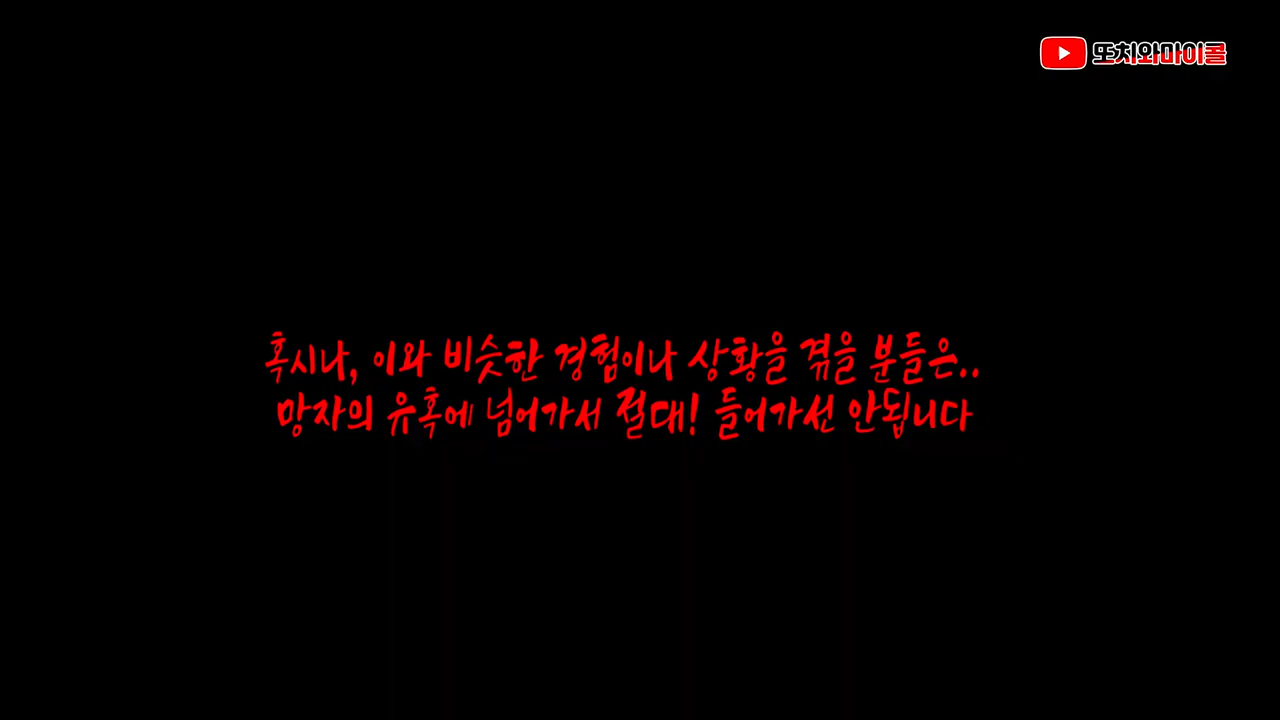 또치와마이콜
혹시나, 이와 비슷한 경험이나 상황을 겪을 분들은..
망자의 유혹에 넘어가서 절대! 들어가선 안됩니다